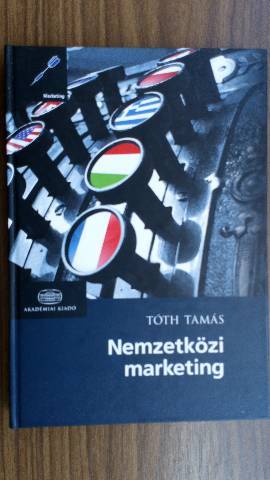 Marketing
AKADÉMIAI KIADÓ
TÓTH TAMÁS
Nemzetközi
marketing